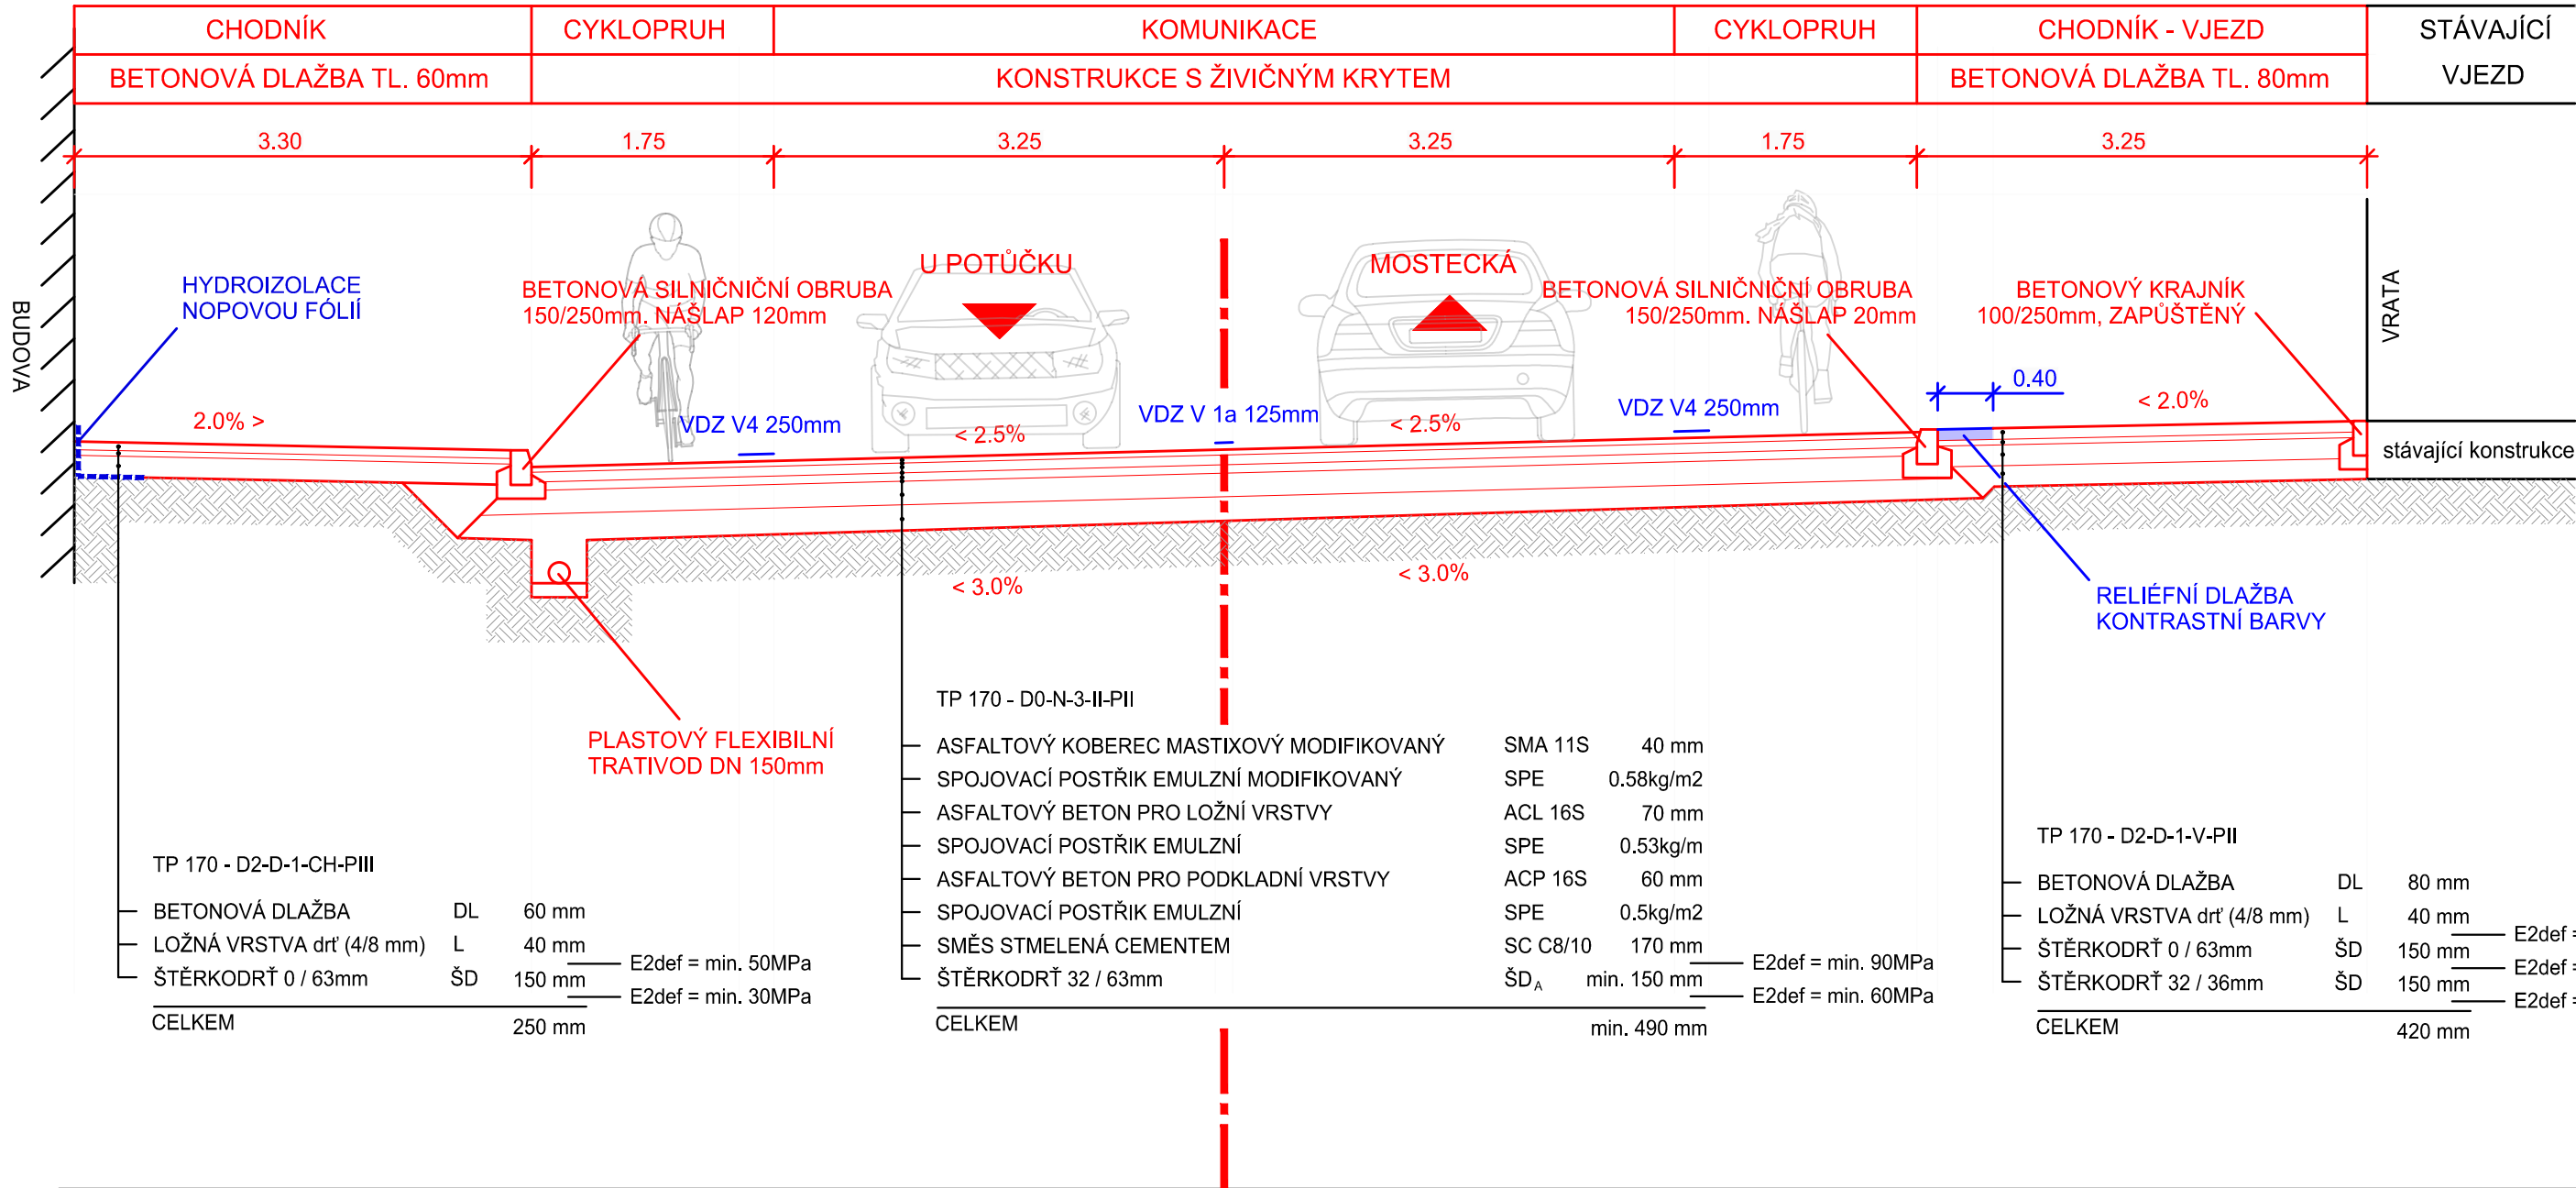 CHODNÍK
CYKLOPRUH
KOMUNIKACE
CYKLOPRUH
CHODNÍK - VJEZD
STÁVAJÍCÍ
VJEZD
BETONOVÁ DLAŽBA TL. 60mm
KONSTRUKCE S ŽIVIČNÝM KRYTEM
BETONOVÁ DLAŽBA TL. 80mm
3.30
1.75
3.25
3.25
1.75
3.25
BUDOVA
HYDROIZOLACE
NOPOVOU FÓLIÍ
BETONOVÁ SILNIČNIČNÍ OBRUBA
150/250mm. NÁŠLAP 120mm
U POTŮČKU
MOSTECKÁ
BETONOVÁ SILNIČNIČNÍ OBRUBA
150/250mm. NÁŠLAP 20mm
BETONOVÝ KRAJNÍK
100/250mm, ZAPUŠTĚNÝ
VRATA
0.40
2.0% >
VDZ V4 250mm
< 2.5%
VDZ V 1a 125mm
< 2.5%
VDZ V4 250mm
< 2.0%
stávající konstrukce
< 3.0%
< 3.0%
RELIÉFNÍ DLAŽBA
KONTRASTNÍ BARVY
PLASTOVÝ FLEXIBILNÍ
TRATIVOD DN 150mm
TP 170 - D2-D-1-CH-PIII
BETONOVÁ DLAŽBA DL 60 mm
LOŽNÁ VRSTVA drť (4/8 mm) L 40 mm
ŠTĚRKODRŤ 0 / 63mm ŠD 150 mm
E2def = min. 50MPa
E2def = min. 30MPa
CELKEM 250 mm
TP 170 - D0-N-3-II-PII
ASFALTOVÝ KOBEREC MASTIXOVÝ MODIFIKOVANÝ SMA 11S 40 mm
SPOJOVACÍ POSTŘIK EMULZNÍ MODIFIKOVANÝ SPE 0.58kg/m2
ASFALTOVÝ BETON PRO LOŽNÍ VRSTVY ACL 16S 70 mm
SPOJOVACÍ POSTŘIK EMULZNÍ SPE 0.53kg/m
ASFALTOVÝ BETON PRO PODKLADNÍ VRSTVY ACP 16S 60 mm
SPOJOVACÍ POSTŘIK EMULZNÍ SPE 0.5kg/m2
SMĚS STMELENÁ CEMENTEM SC C8/10 170 mm
ŠTĚRKODRŤ 32 / 63mm ŠDA min. 150 mm
E2def = min. 90MPa
E2def = min. 60MPa
CELKEM min. 490 mm
TP 170 - D2-D-1-V-PII
BETONOVÁ DLAŽBA DL 80 mm
LOŽNÁ VRSTVA drť (4/8 mm) L 40 mm
ŠTĚRKODRŤ 0 / 63mm ŠD 150 mm
ŠTĚRKODRŤ 32 / 36mm ŠD 150 mm
E2def =
E2def =
E2def =
CELKEM 420 mm